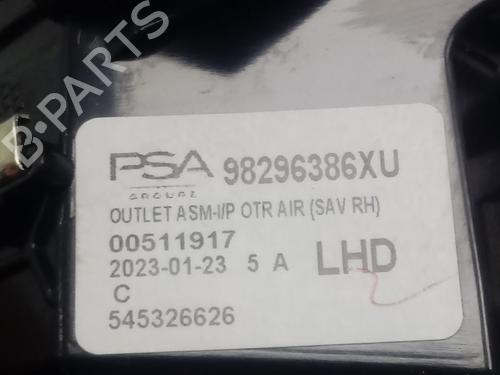 PSA 98296386XU
GROUPE
OUTLET ASM-I/P OTR AIR (SAV RH)
00511917
2023-01-23 5 A LHD
C
545326626
B-PARTS